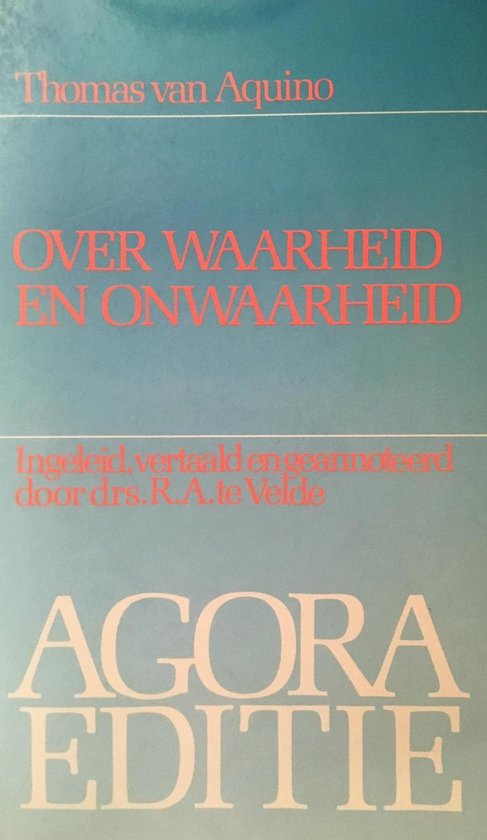 Thomas van Aquino
OVER WAARHEID
EN ONWAARHEID
Ingeleid, vertaald en geannoteerd
door drs. R.A. te Velde
AGORA
EDITIE